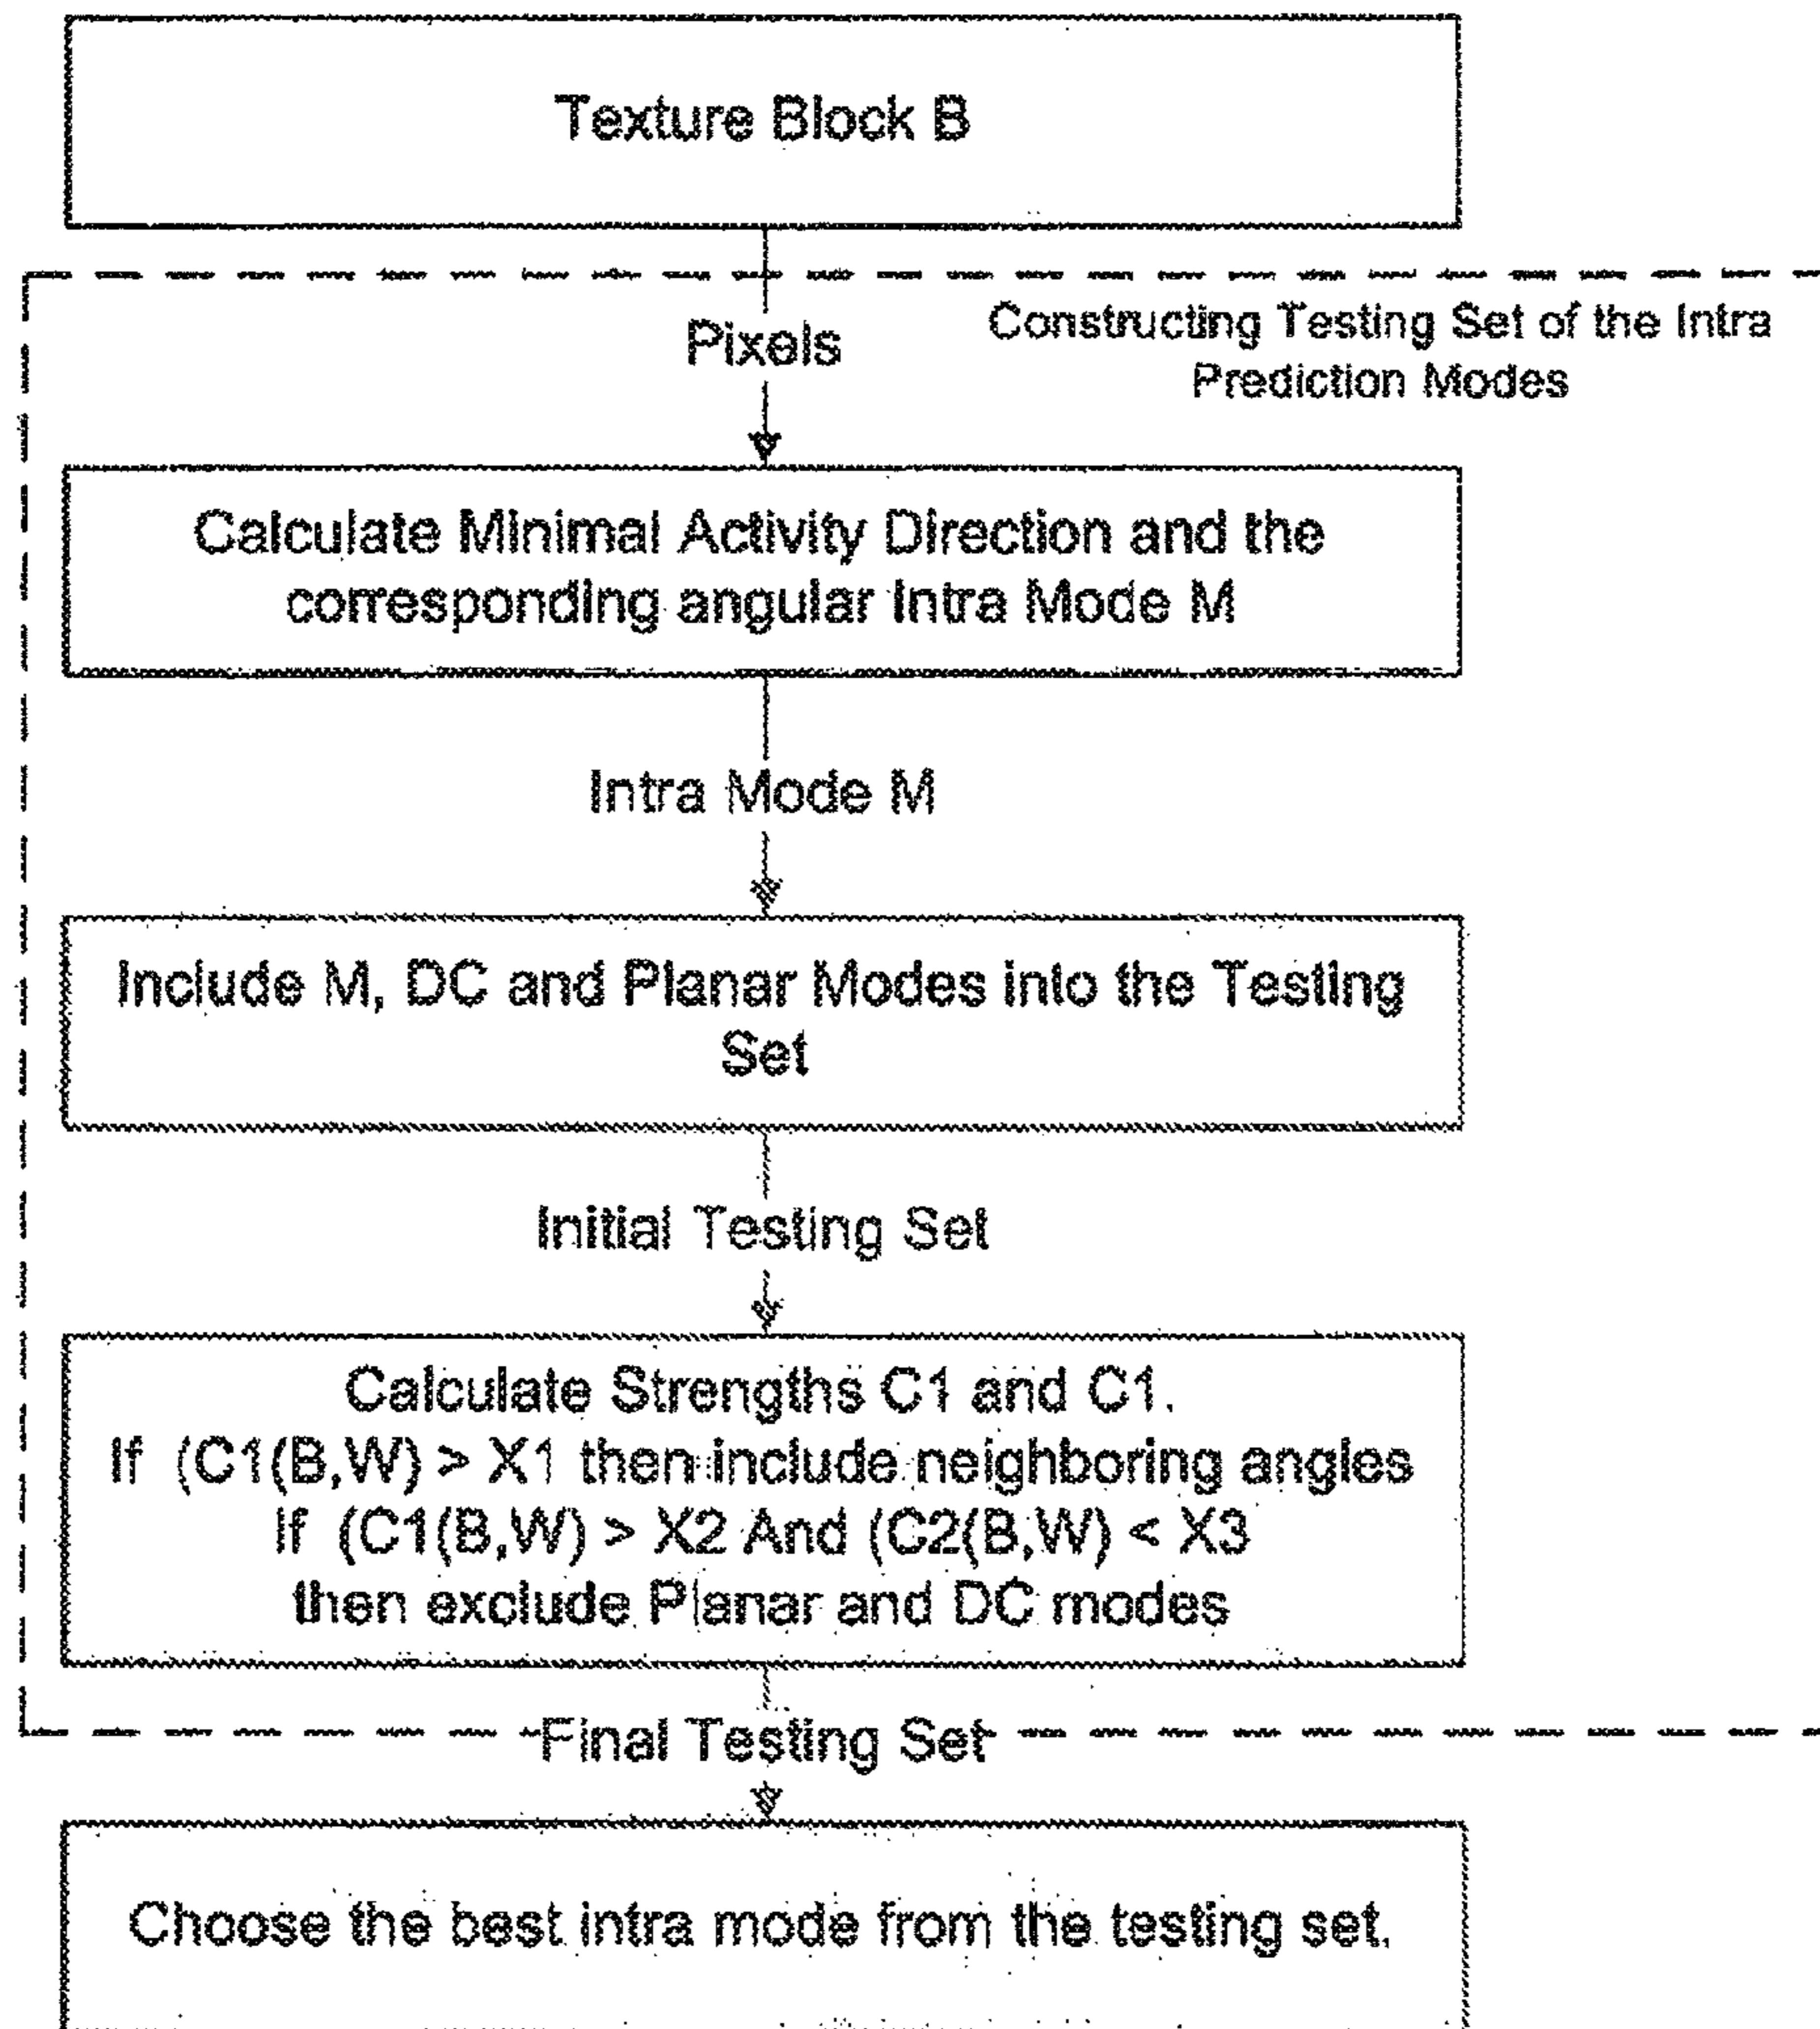 Texture Block B
Pixels
Constructing Testing Set of the Intra
Prediction Modes
Calculate Minimal Activity Direction and the
corresponding angular Intra Mode M
Intra Mode M
Include M, DC and Planar Modes into the Testing
Set
Initial Testing Set
Calculate Strengths C1 and C1.
If (C1(B,W) > X1 then include neighboring angles
If (C1(B,W) > X2 And (C2(B,W) < X3
then exclude Planar and DC modes
Final Testing Set
Choose the best intra mode from the testing set.